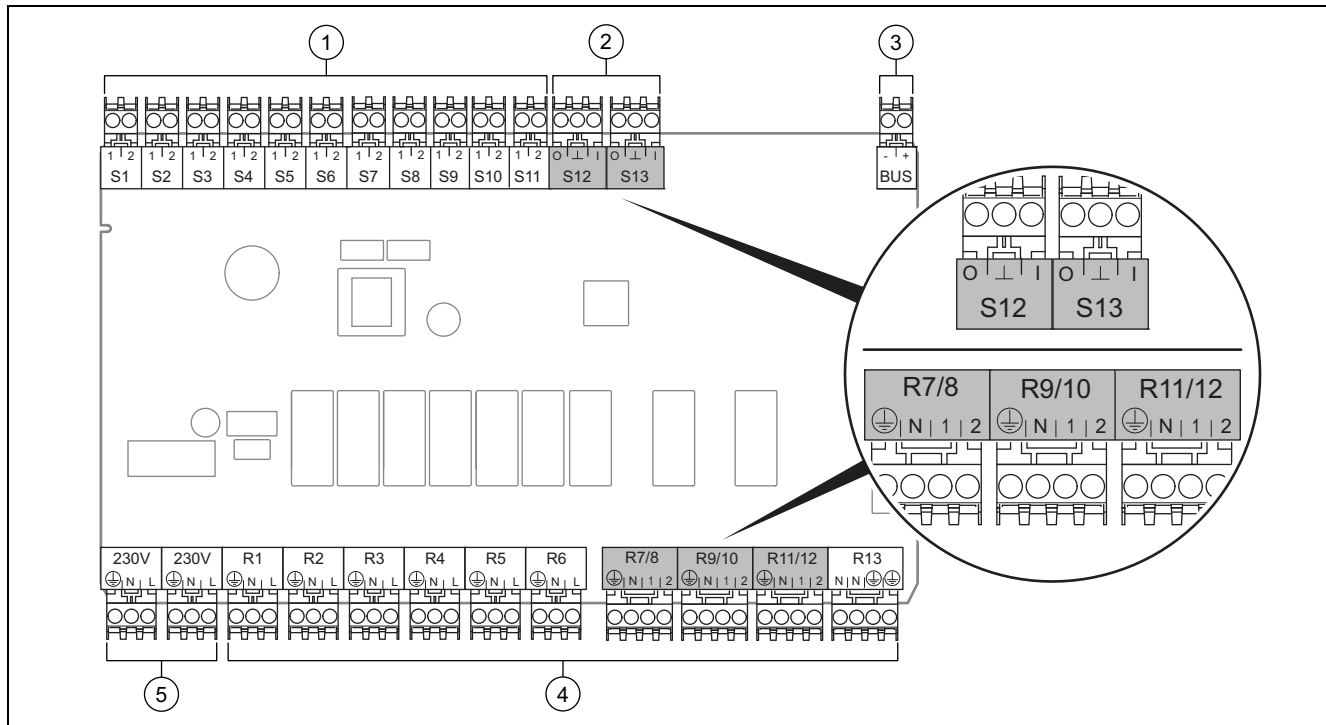 1 2 3
1 2 1 2 1 2 1 2 1 2 1 2 1 2 1 2 1 2 1 2 1 2 O ⊥ I O ⊥ I - +
S1 S2 S3 S4 S5 S6 S7 S8 S9 S10 S11 S12 S13 BUS
O ⊥ I O ⊥ I
S12 S13
R7/8 R9/10 R11/12
N 1 2 N 1 2 N 1 2
230V 230V R1 R2 R3 R4 R5 R6 R7/8 R9/10 R11/12 R13
N L N L N L N L N L N L N L N L N 1 2 N 1 2 N 1 2 N N
5 4